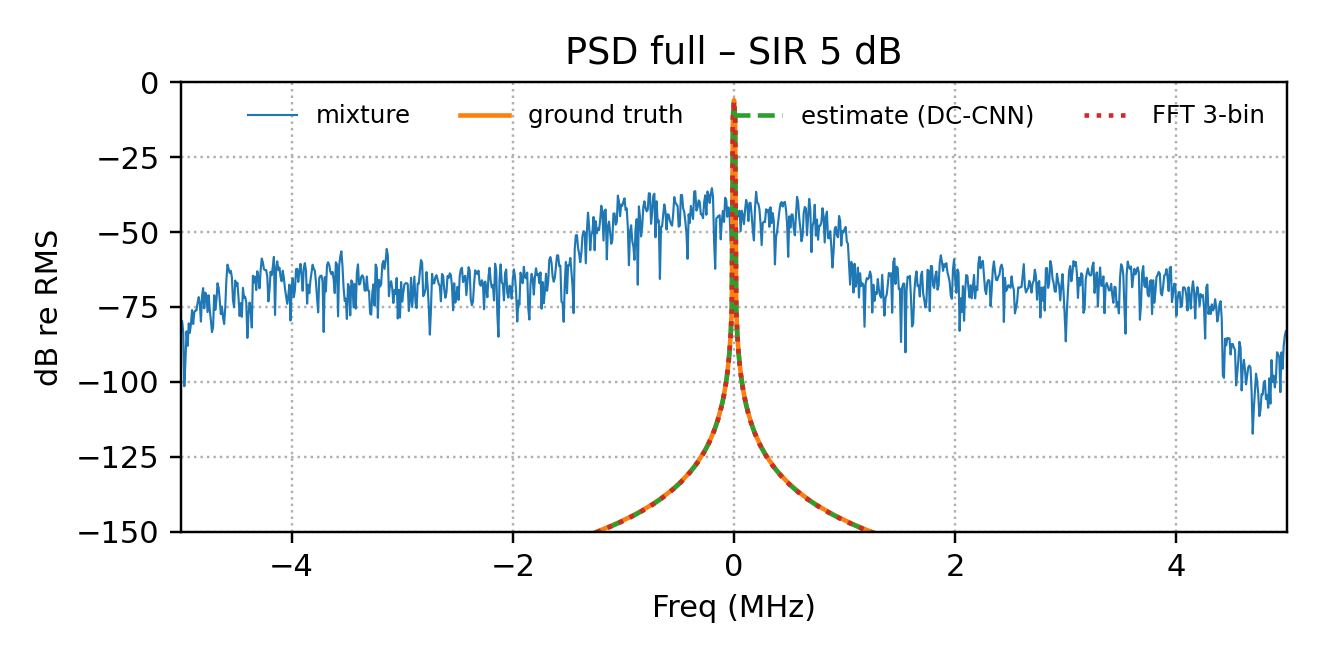 PSD full – SIR 5 dB
mixture ground truth estimate (DC-CNN) FFT 3-bin
0
−25
−50
−75
−100
−125
−150
dB re RMS
−4 −2 0 2 4
Freq (MHz)